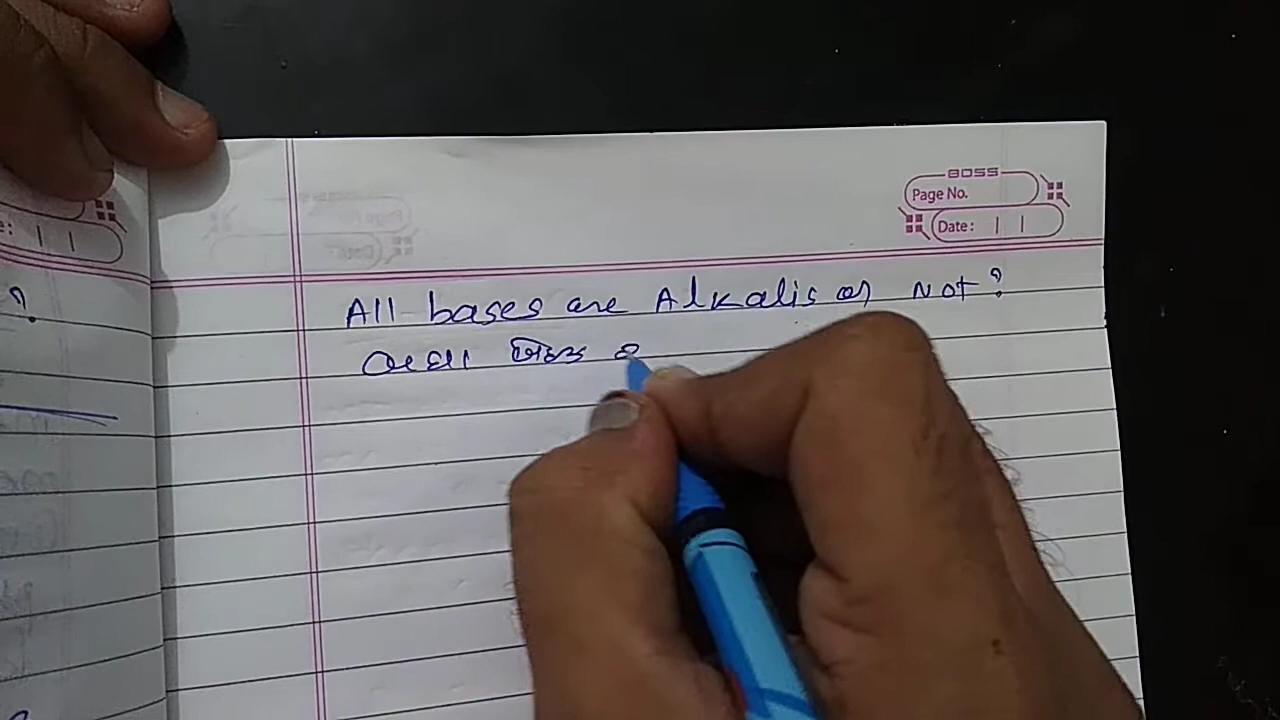 BOSS
Page No.
Date :
e:
?
All bases are Alkalis or Not?